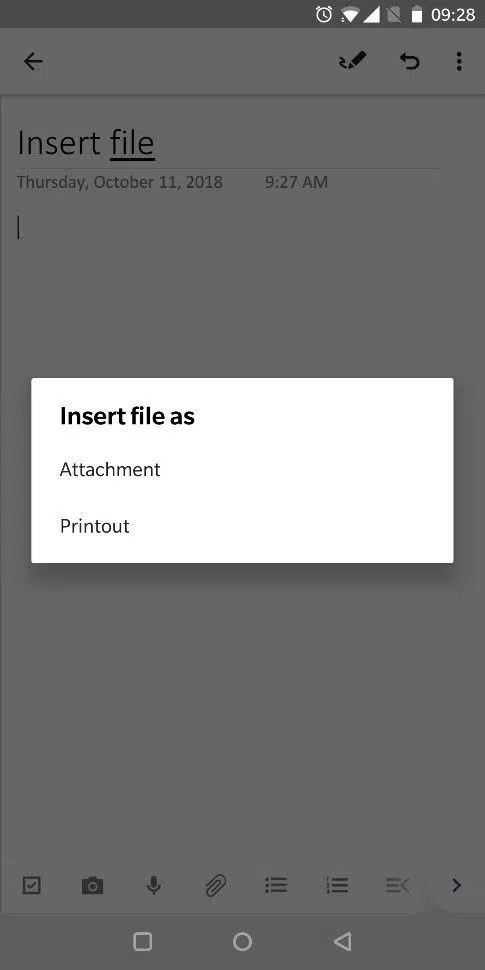 09:28
Insert file
Thursday, October 11, 2018 9:27 AM
Insert file as
Attachment
Printout